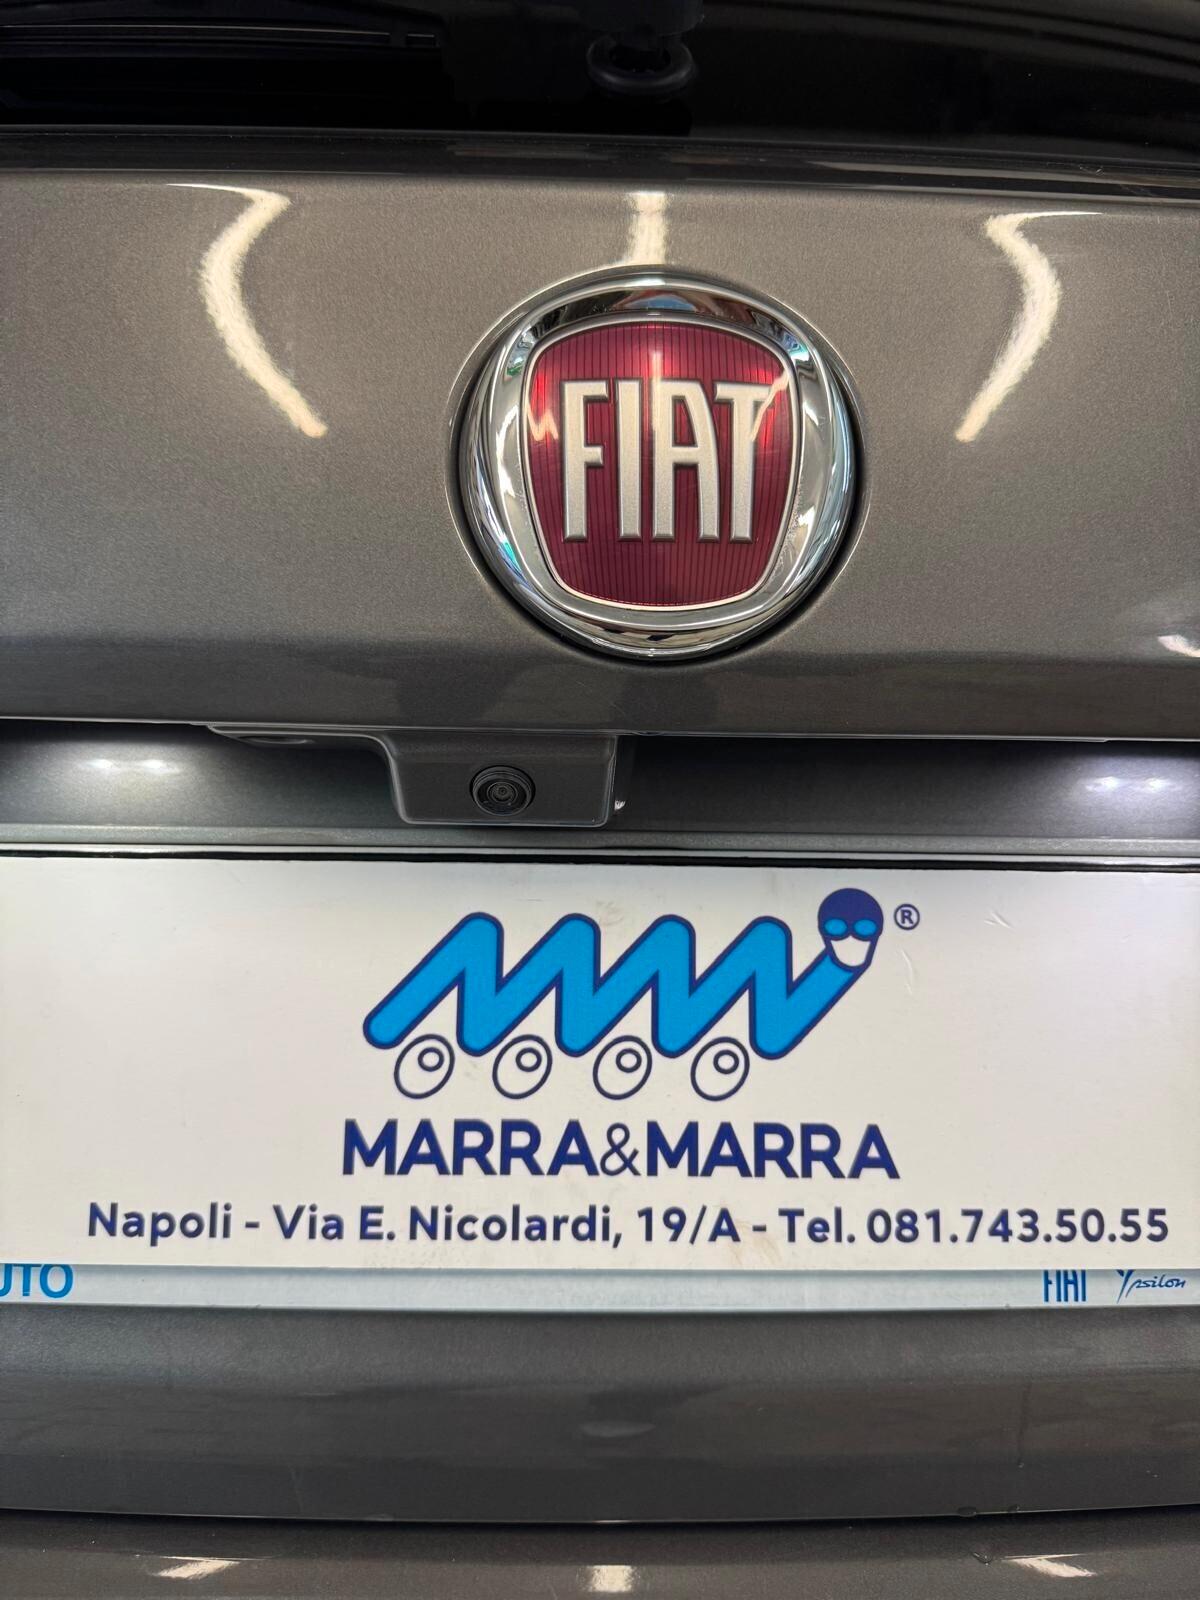 FIAT
®
MARRA&MARRA
Napoli - Via E. Nicolardi, 19/A - Tel. 081.743.50.55
UTO FIAT Ypsilon